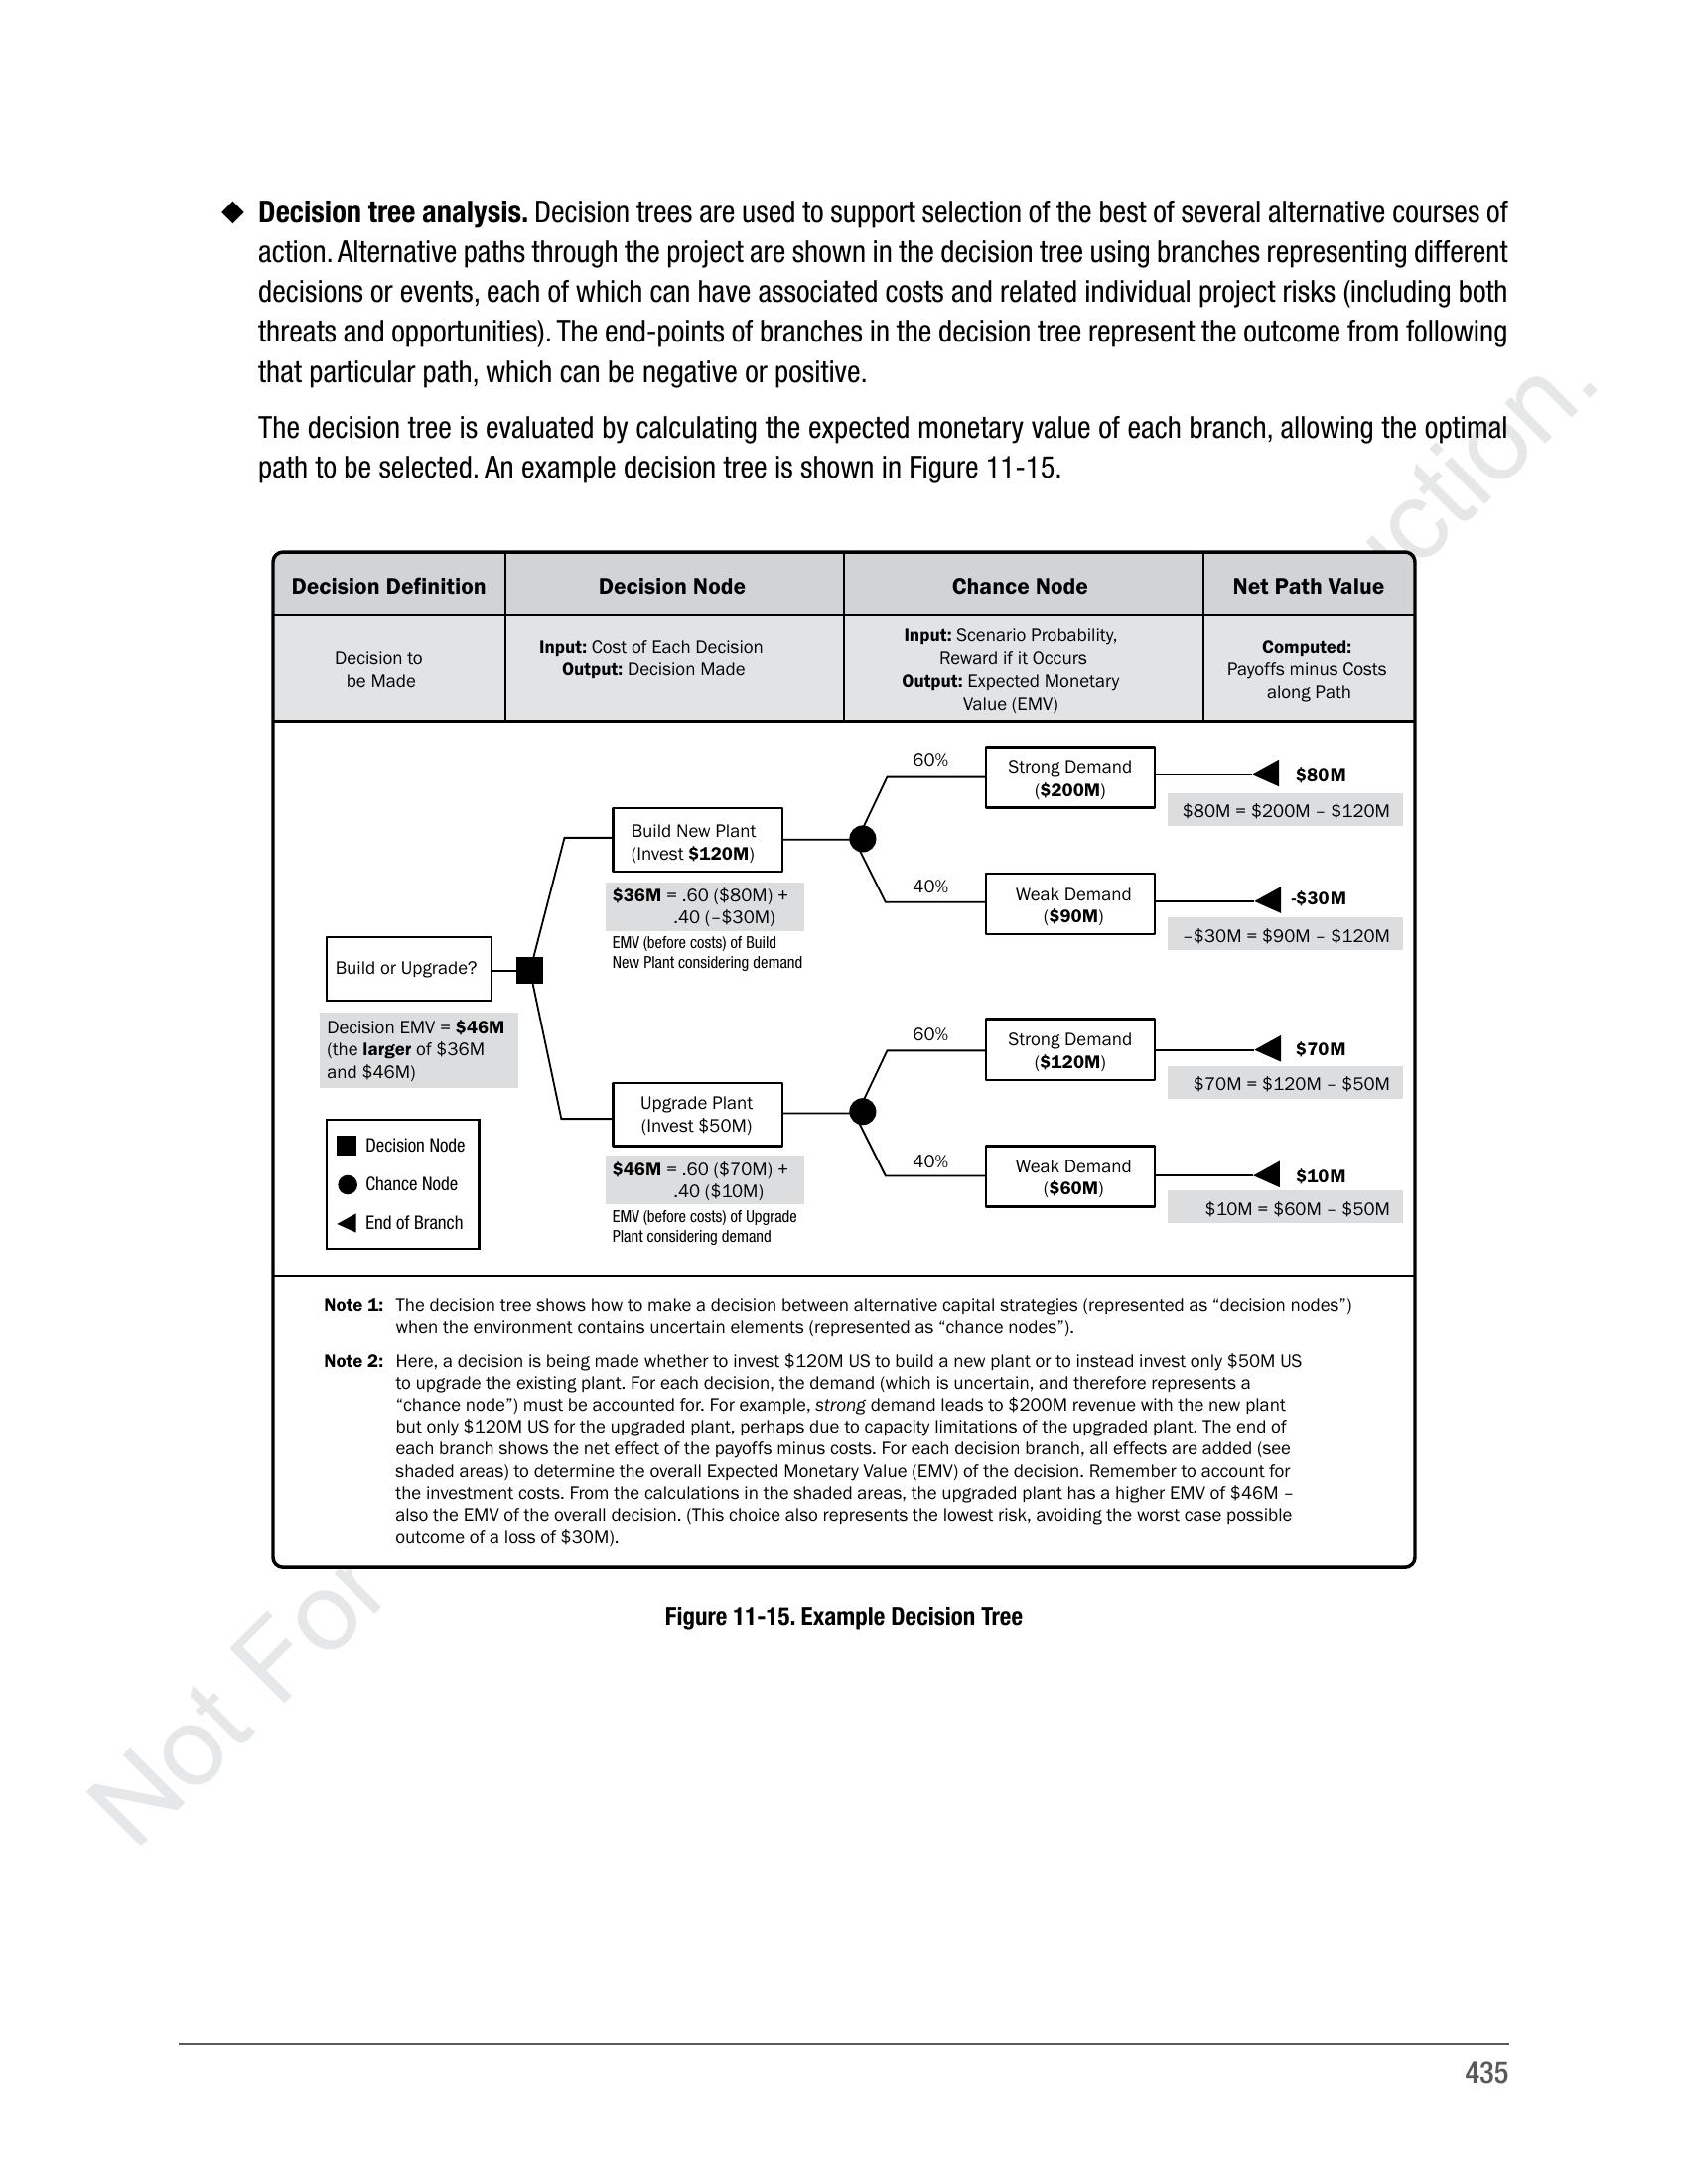 ◆ Decision tree analysis. Decision trees are used to support selection of the best of several alternative courses of
action. Alternative paths through the project are shown in the decision tree using branches representing different
decisions or events, each of which can have associated costs and related individual project risks (including both
threats and opportunities). The end-points of branches in the decision tree represent the outcome from following
that particular path, which can be negative or positive.
The decision tree is evaluated by calculating the expected monetary value of each branch, allowing the optimal
path to be selected. An example decision tree is shown in Figure 11-15.
Decision Definition
Decision Node
Chance Node
Net Path Value
Decision to
be Made
Input: Cost of Each Decision
Output: Decision Made
Input: Scenario Probability,
Reward if it Occurs
Output: Expected Monetary
Value (EMV)
Computed:
Payoffs minus Costs
along Path
Build or Upgrade?
Decision EMV = $46M
(the larger of $36M
and $46M)
Build New Plant
(Invest $120M)
$36M = .60 ($80M) +
.40 (–$30M)
EMV (before costs) of Build
New Plant considering demand
60%
Strong Demand
($200M)
$80M
$80M = $200M – $120M
40%
Weak Demand
($90M)
-$30M
–$30M = $90M – $120M
Upgrade Plant
(Invest $50M)
$46M = .60 ($70M) +
.40 ($10M)
EMV (before costs) of Upgrade
Plant considering demand
60%
Strong Demand
($120M)
$70M
$70M = $120M – $50M
40%
Weak Demand
($60M)
$10M
$10M = $60M – $50M
Decision Node
Chance Node
End of Branch
Note 1: The decision tree shows how to make a decision between alternative capital strategies (represented as “decision nodes”)
when the environment contains uncertain elements (represented as “chance nodes”).
Note 2: Here, a decision is being made whether to invest $120M US to build a new plant or to instead invest only $50M US
to upgrade the existing plant. For each decision, the demand (which is uncertain, and therefore represents a
“chance node”) must be accounted for. For example, strong demand leads to $200M revenue with the new plant
but only $120M US for the upgraded plant, perhaps due to capacity limitations of the upgraded plant. The end of
each branch shows the net effect of the payoffs minus costs. For each decision branch, all effects are added (see
shaded areas) to determine the overall Expected Monetary Value (EMV) of the decision. Remember to account for
the investment costs. From the calculations in the shaded areas, the upgraded plant has a higher EMV of $46M –
also the EMV of the overall decision. (This choice also represents the lowest risk, avoiding the worst case possible
outcome of a loss of $30M).
Figure 11-15. Example Decision Tree
Not For
435